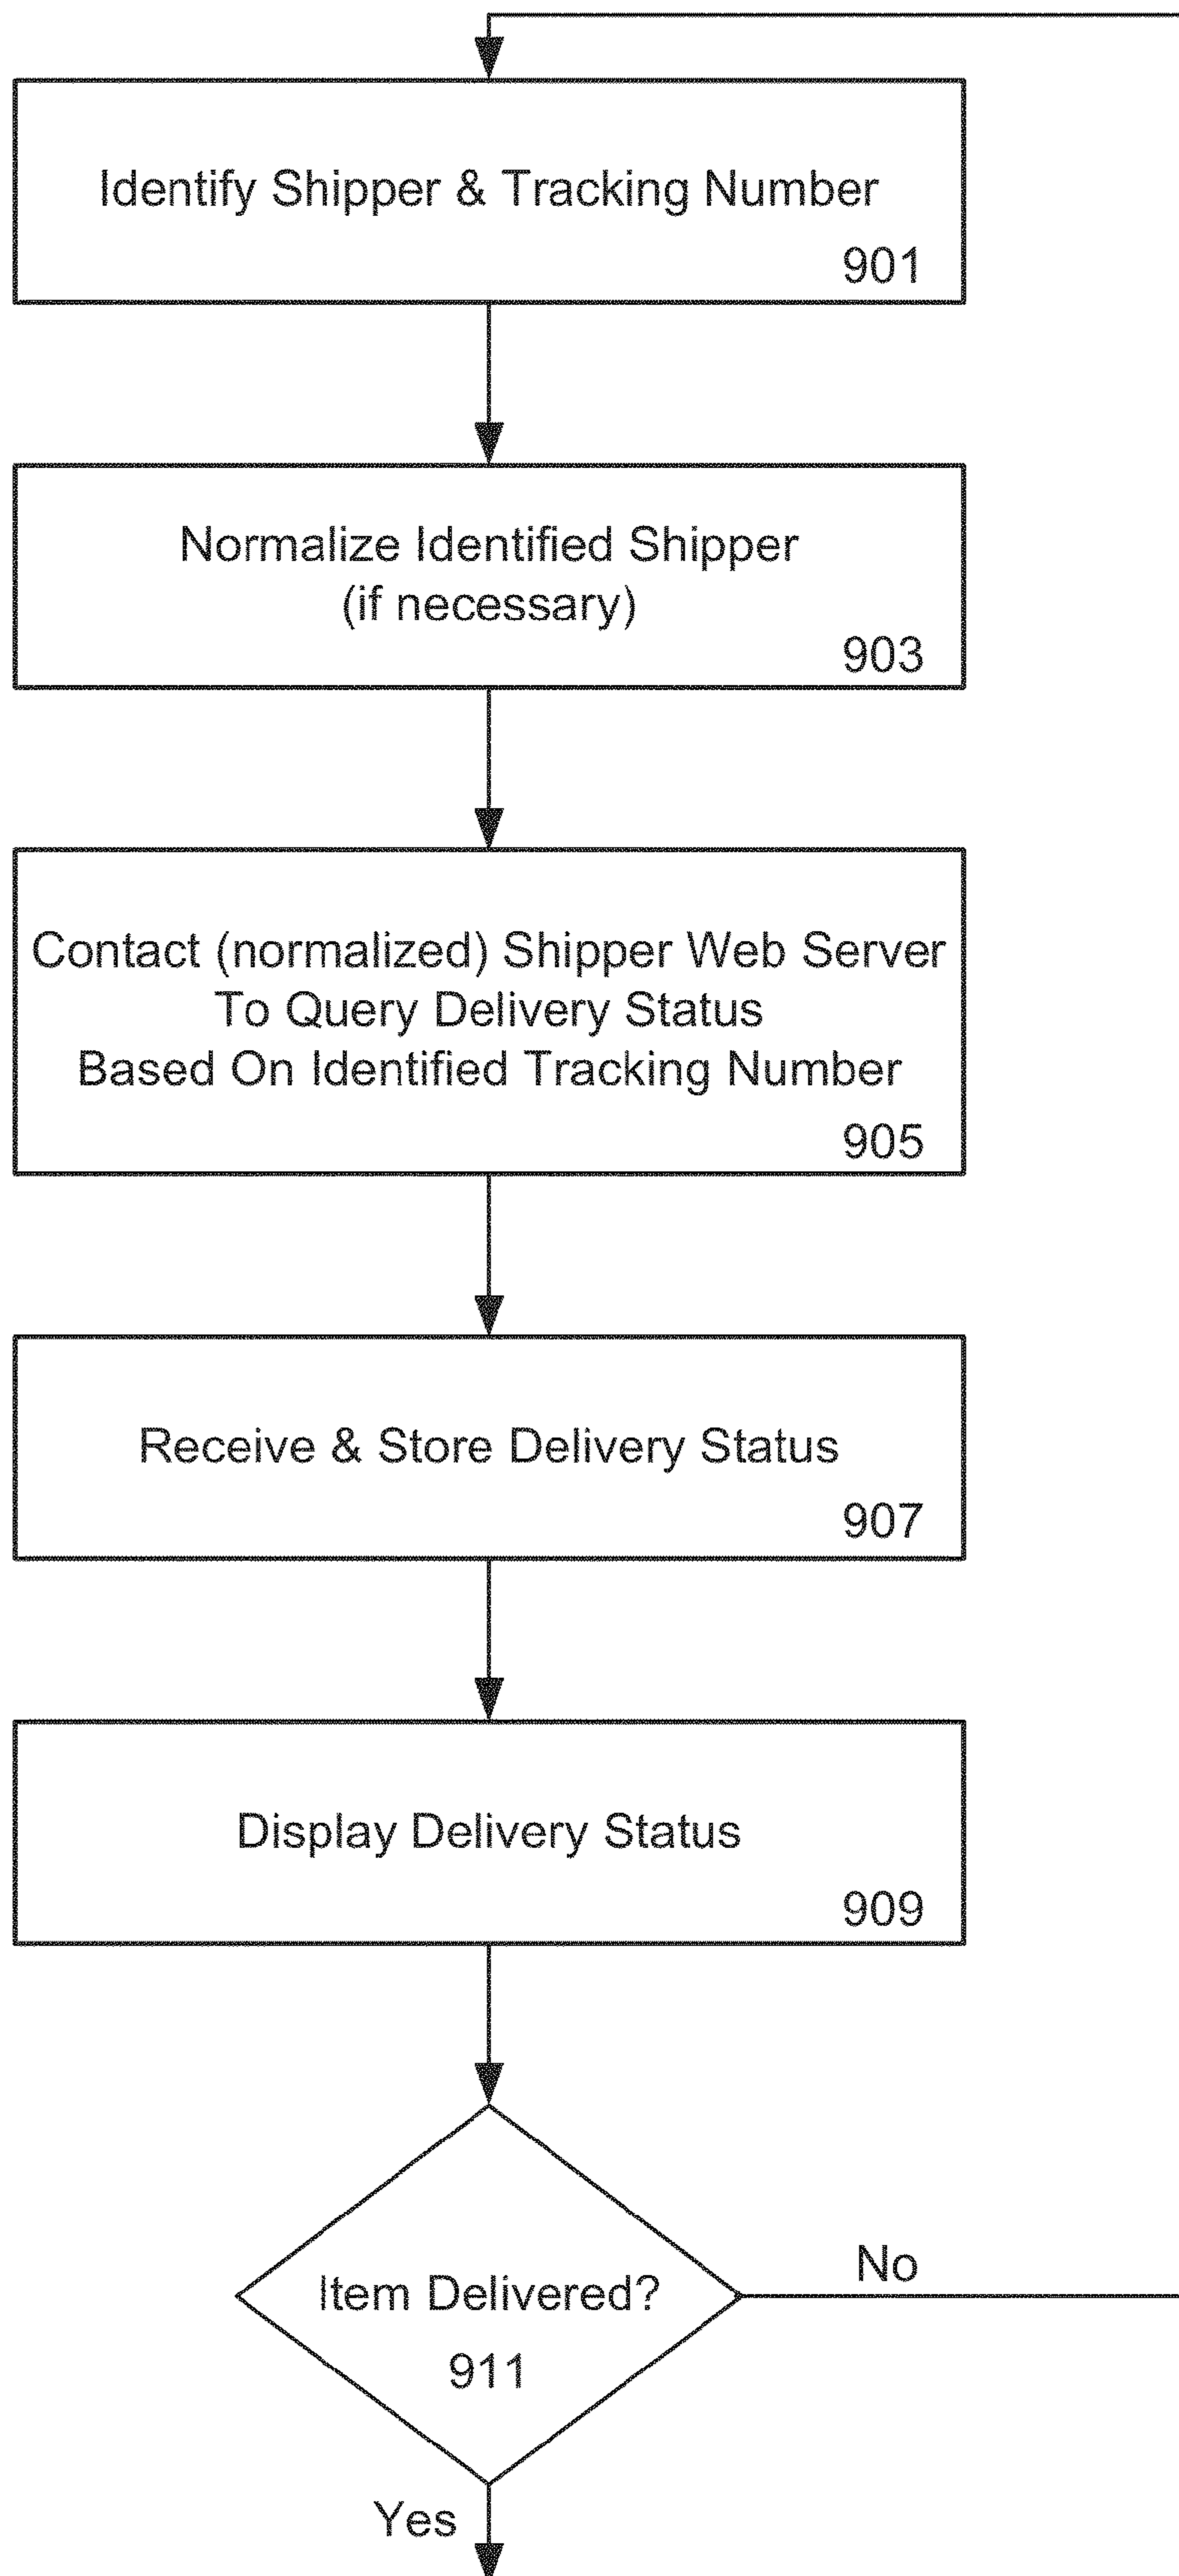 Identify Shipper & Tracking Number
901
Normalize Identified Shipper
(if necessary)
903
Contact (normalized) Shipper Web Server
To Query Delivery Status
Based On Identified Tracking Number
905
Receive & Store Delivery Status
907
Display Delivery Status
909
Item Delivered?
911
No
Yes